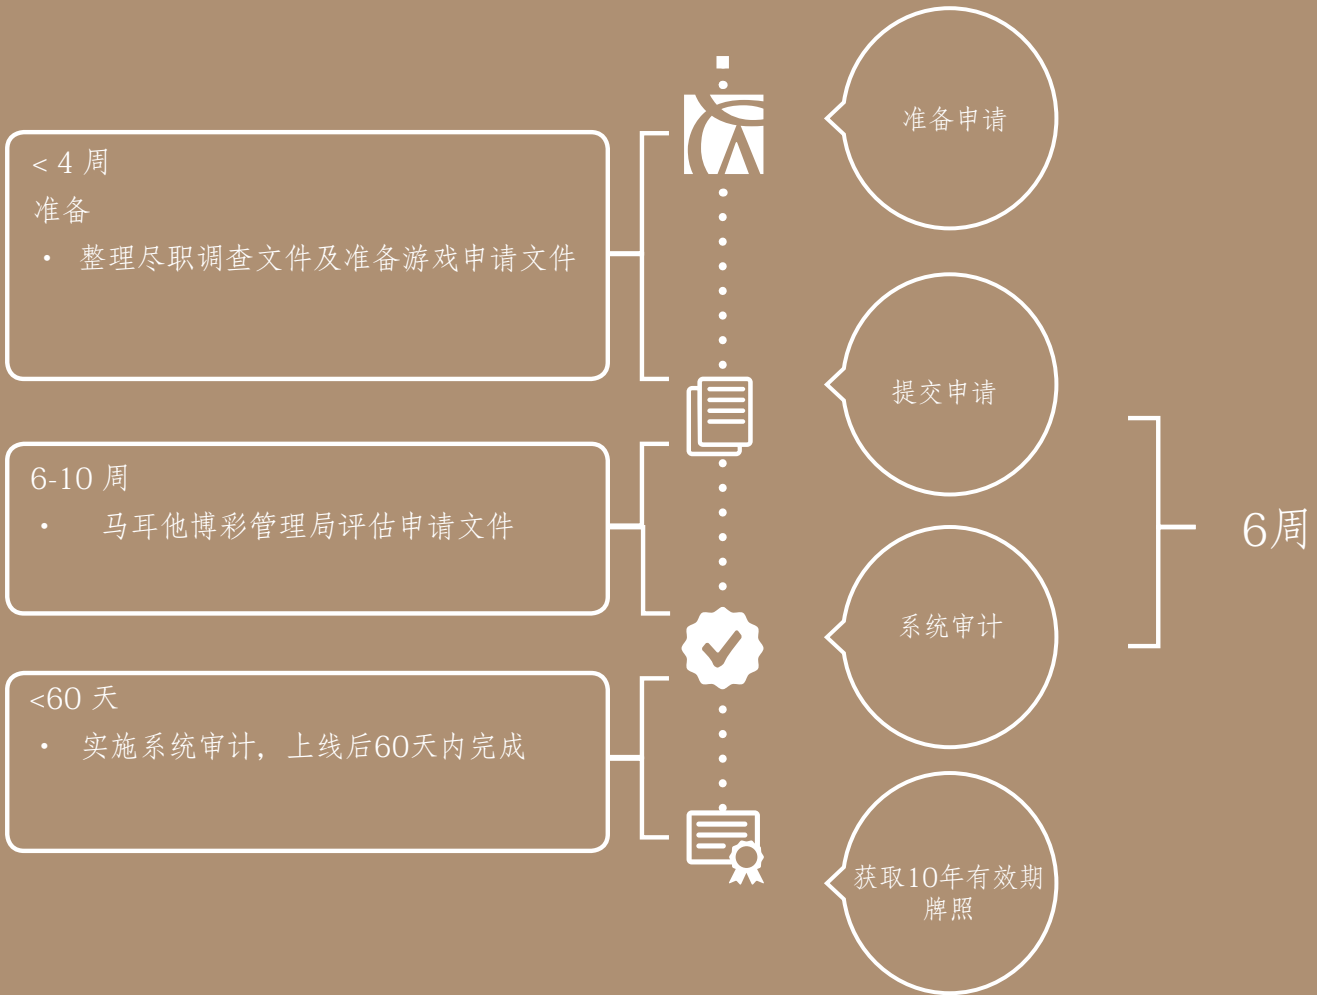 < 4 周
准备
· 整理尽职调查文件及准备游戏申请文件
6-10 周
· 马耳他博彩管理局评估申请文件
<60 天
· 实施系统审计，上线后60天内完成
准备申请
提交申请
系统审计
获取10年有效期
牌照
6周